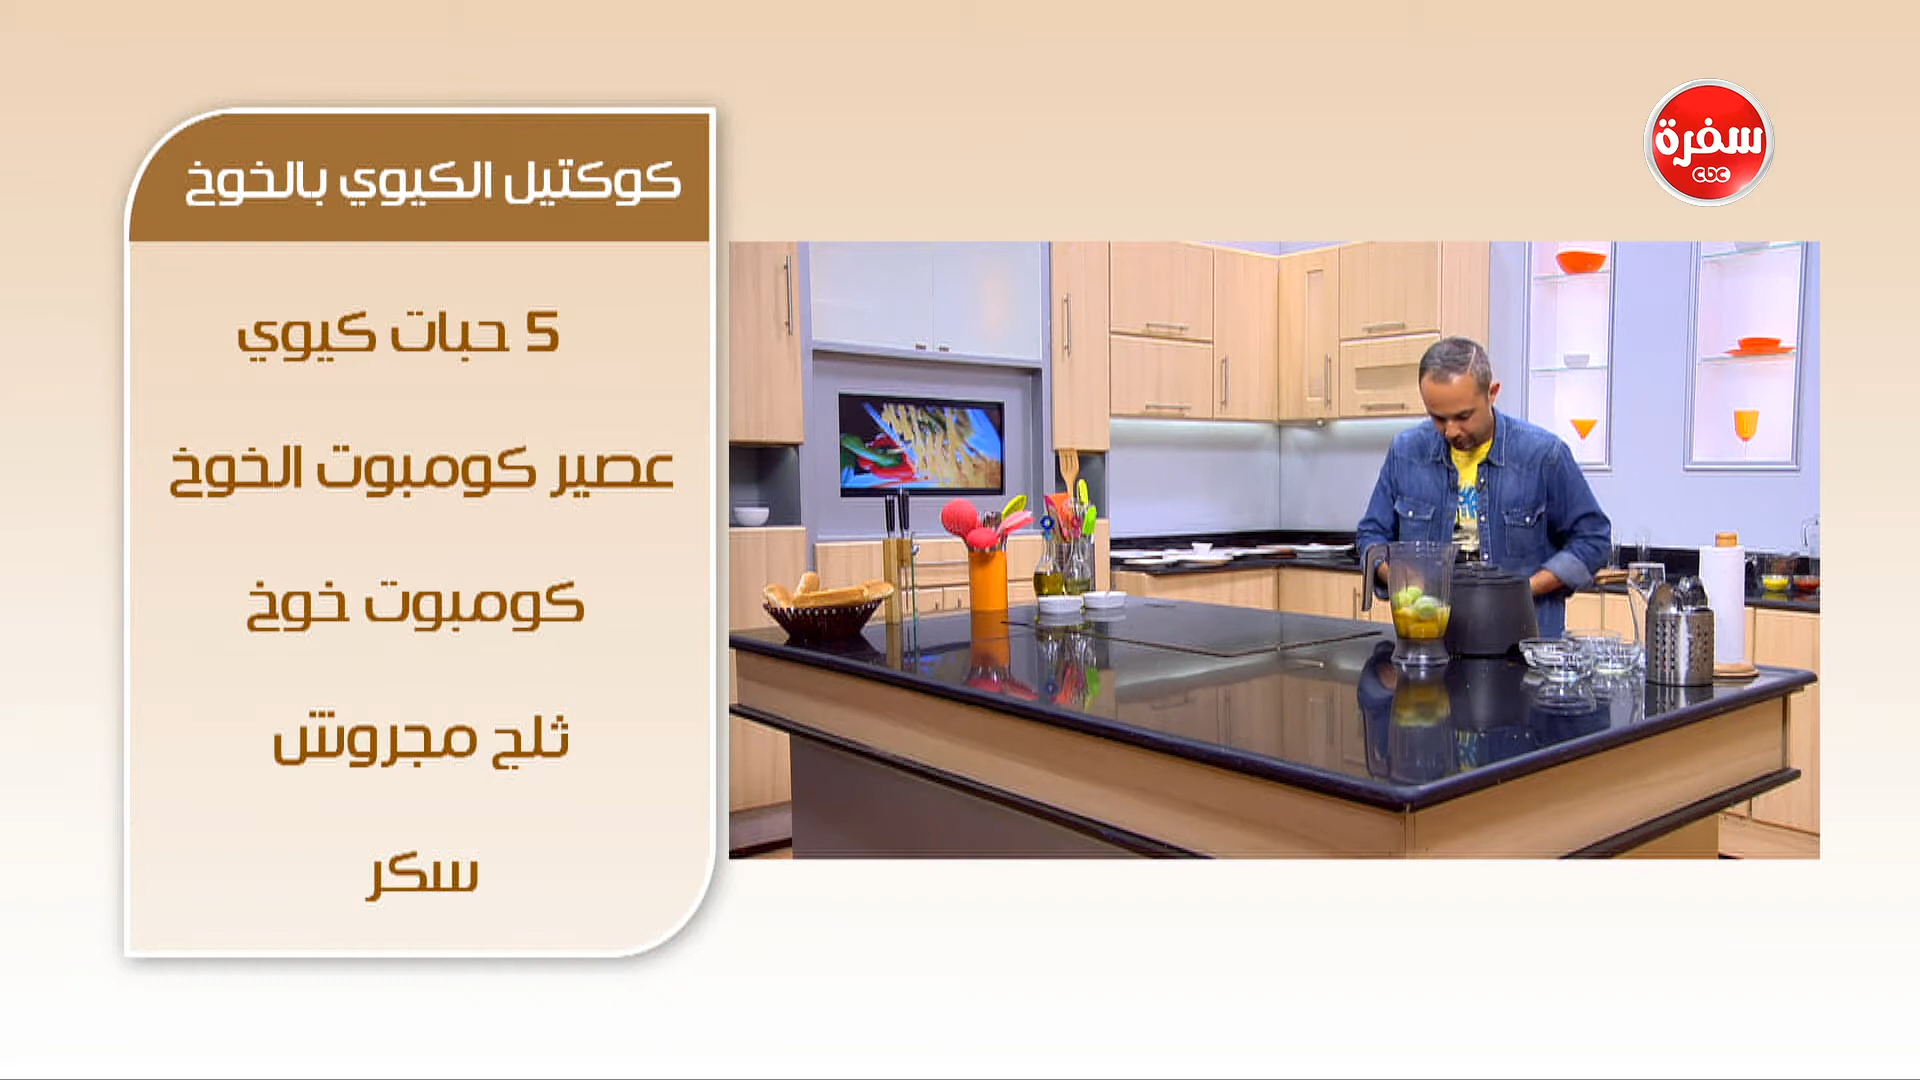 سفرة
cbc
كوكتيل الكيوي بالخوخ
5 حبات كيوي
عصير كومبوت الخوخ
كومبوت خوخ
ثلج مجروش
سكر